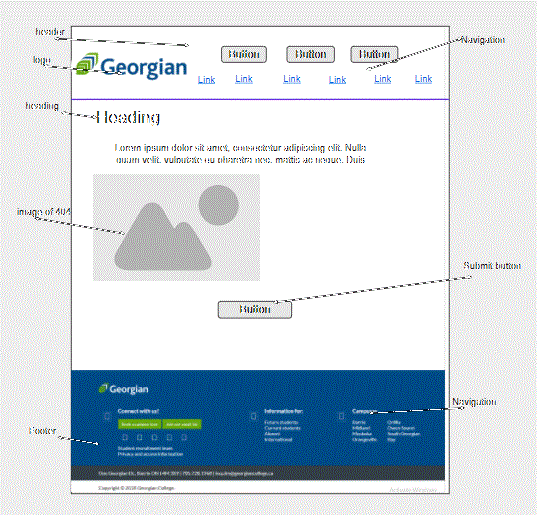 header
Button Button Button
Navigation
logo
Georgian
Link Link Link Link Link Link
heading
Heading
Lorem ipsum dolor sit amet, consectetur adipiscing elit. Nulla
quam velit, vulputate eu pharetra nec, mattis ac neque. Duis
image of 404
Submit button
Button
Georgian
Navigation
Connect with us!
Information for:
Campuses
Future students
Current students
Alumni
International
Barrie
Midland
Muskoka
Orangeville
Orillia
Owen Sound
South Georgian
Bay
Footer
Student recruitment team
Privacy and access information
Copyright © 2018 Georgian College.
Activate Windows